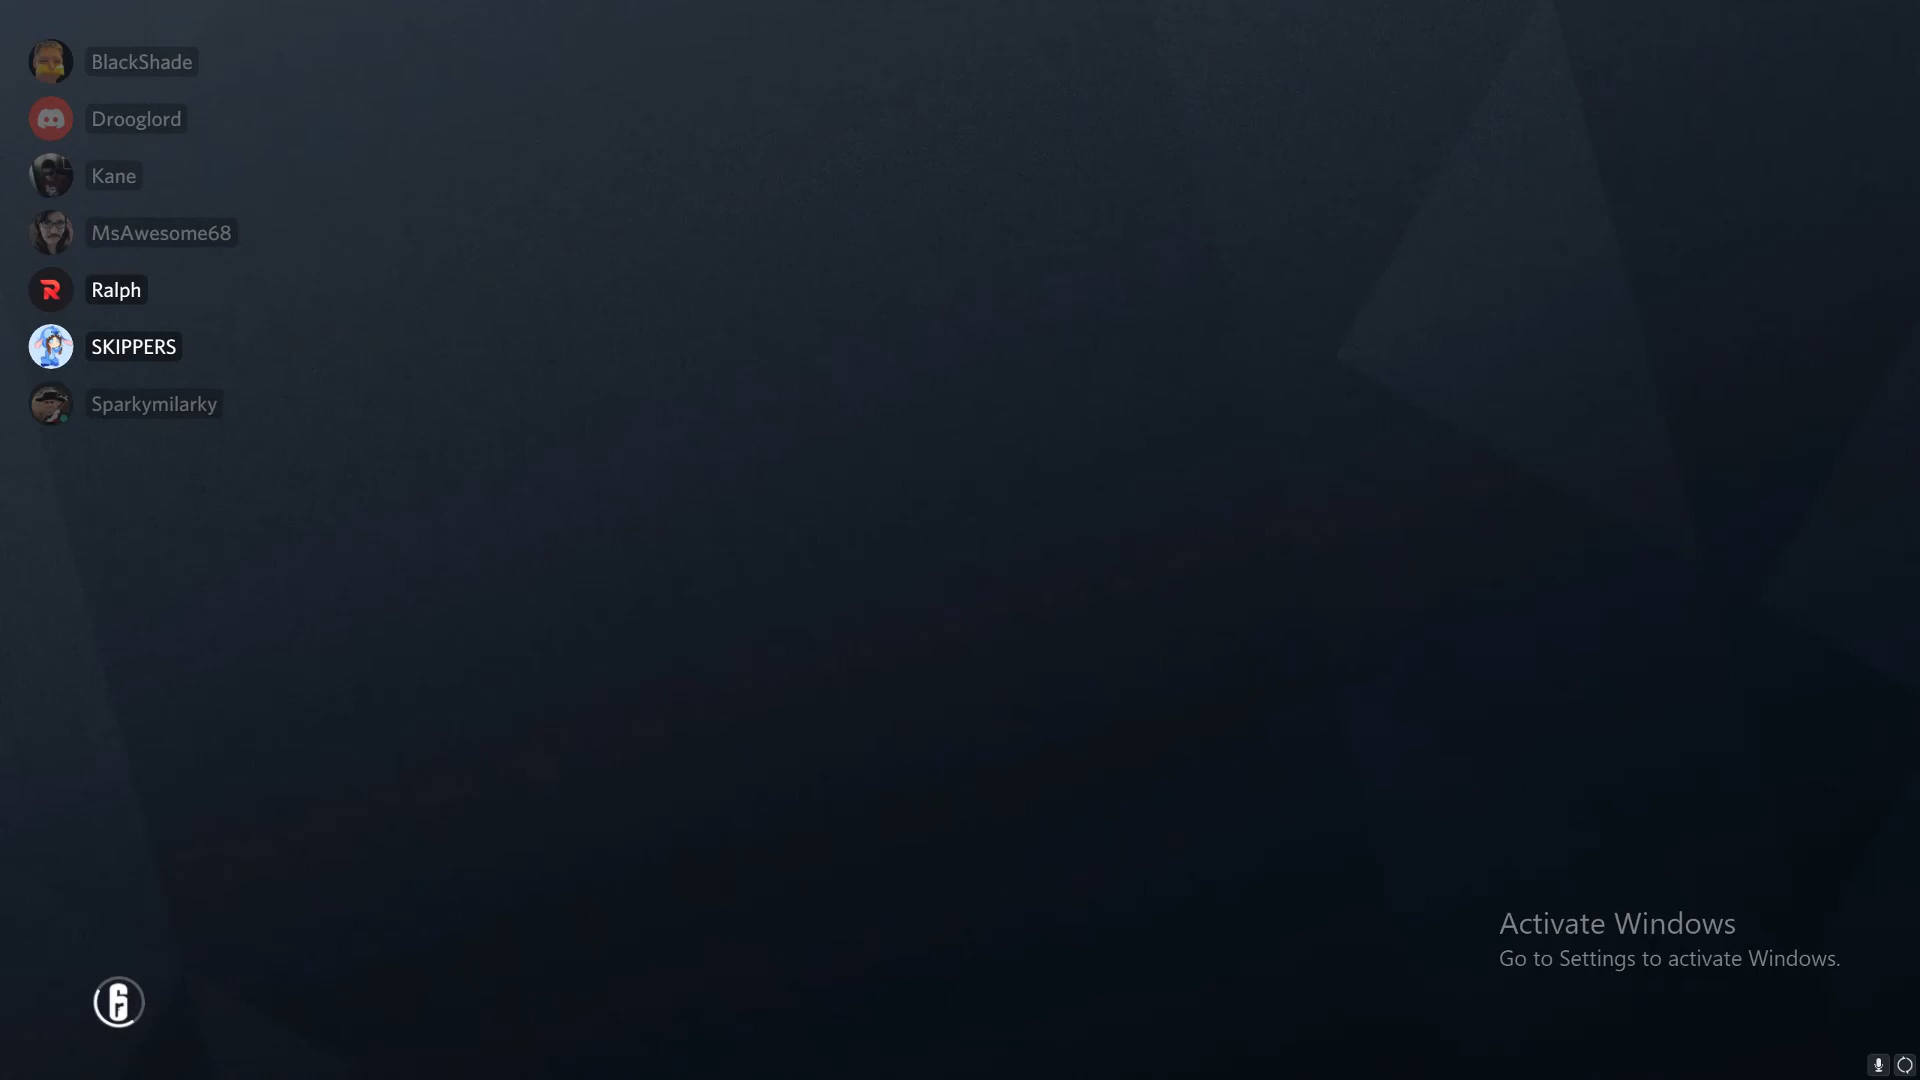 BlackShade
Drooglord
Kane
MsAwesome68
Ralph
SKIPPERS
Sparkymilarky
Activate Windows
Go to Settings to activate Windows.